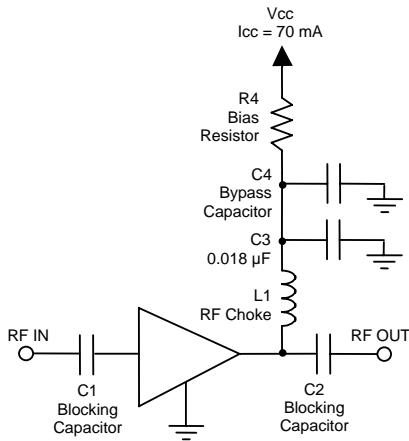 Vcc
Icc = 70 mA
R4
Bias
Resistor
C4
Bypass
Capacitor
C3
0.018 µF
L1
RF Choke
RF IN
RF OUT
C1
Blocking
Capacitor
C2
Blocking
Capacitor